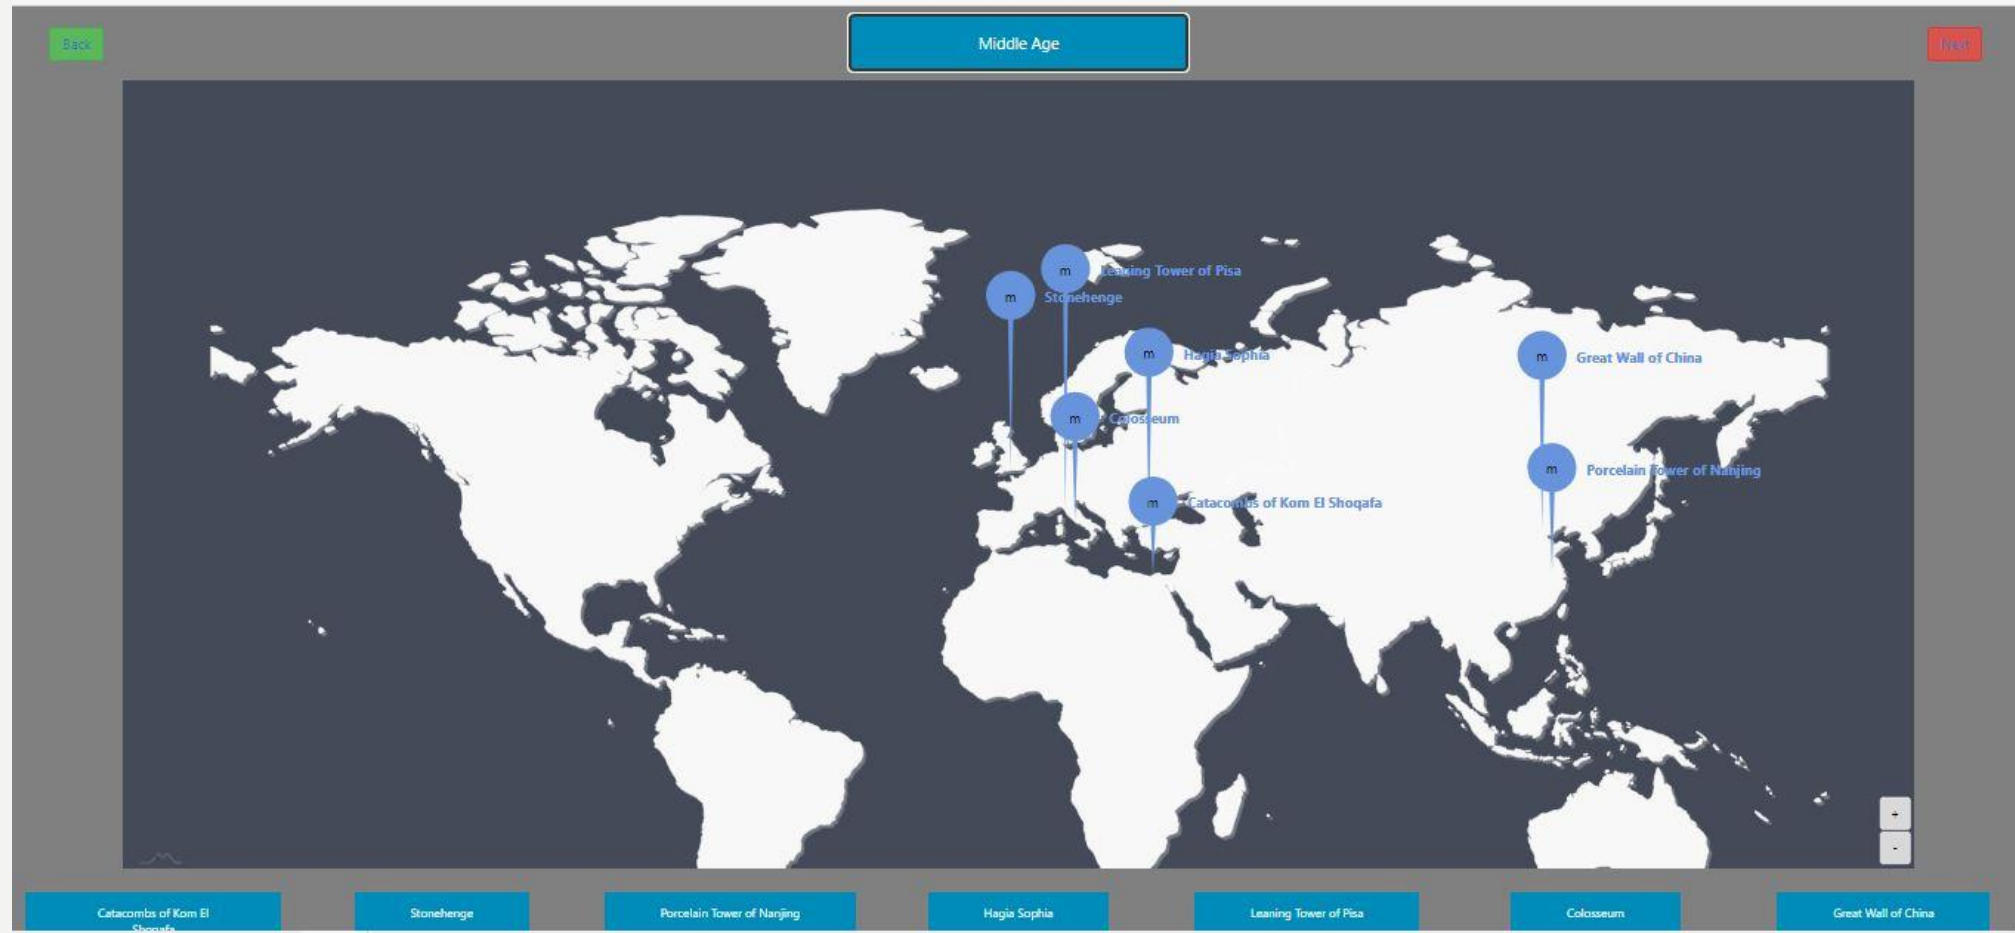 Back
Middle Age
Next
m
Leaning Tower of Pisa
m
Stonehenge
m
Hagia Sophia
m
Great Wall of China
m
Colosseum
m
Porcelain Tower of Nanjing
m
Catacombs of Kom El Shoqafa
+
-
Catacombs of Kom El
Shoqafa
Stonehenge
Porcelain Tower of Nanjing
Hagia Sophia
Leaning Tower of Pisa
Colosseum
Great Wall of China